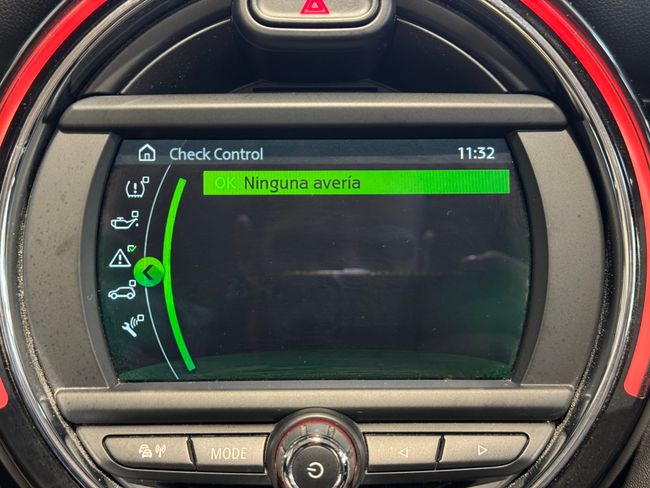 Check Control
11:32
OK Ninguna avería
MODE